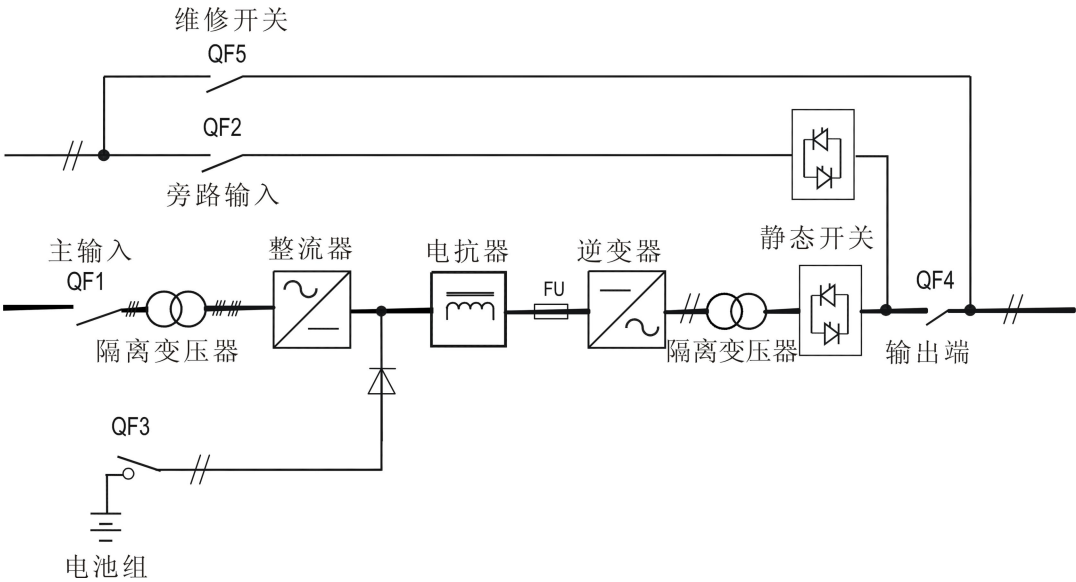 维修开关
QF5
QF2
旁路输入
主输入
QF1
隔离变压器
整流器
电抗器
FU
逆变器
隔离变压器
静态开关
QF4
输出端
QF3
电池组